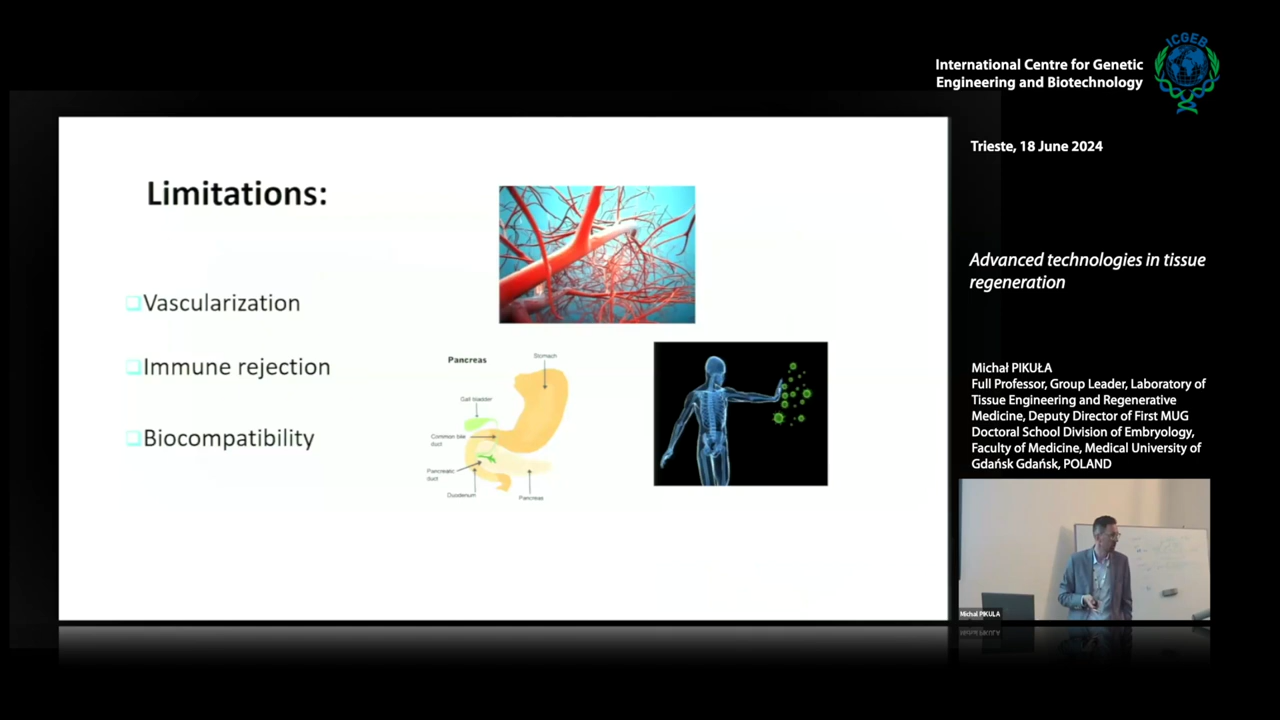 ICGEB
International Centre for Genetic
Engineering and Biotechnology
Trieste, 18 June 2024
Limitations:
Vascularization
Immune rejection
Biocompatibility
Pancreas
Stomach
Gall bladder
Common bile
duct
Pancreatic
duct
Duodenum
Pancreas
Advanced technologies in tissue
regeneration
Michał PIKUŁA
Full Professor, Group Leader, Laboratory of
Tissue Engineering and Regenerative
Medicine, Deputy Director of First MUG
Doctoral School Division of Embryology,
Faculty of Medicine, Medical University of
Gdańsk Gdańsk, POLAND
Michał PIKUŁA